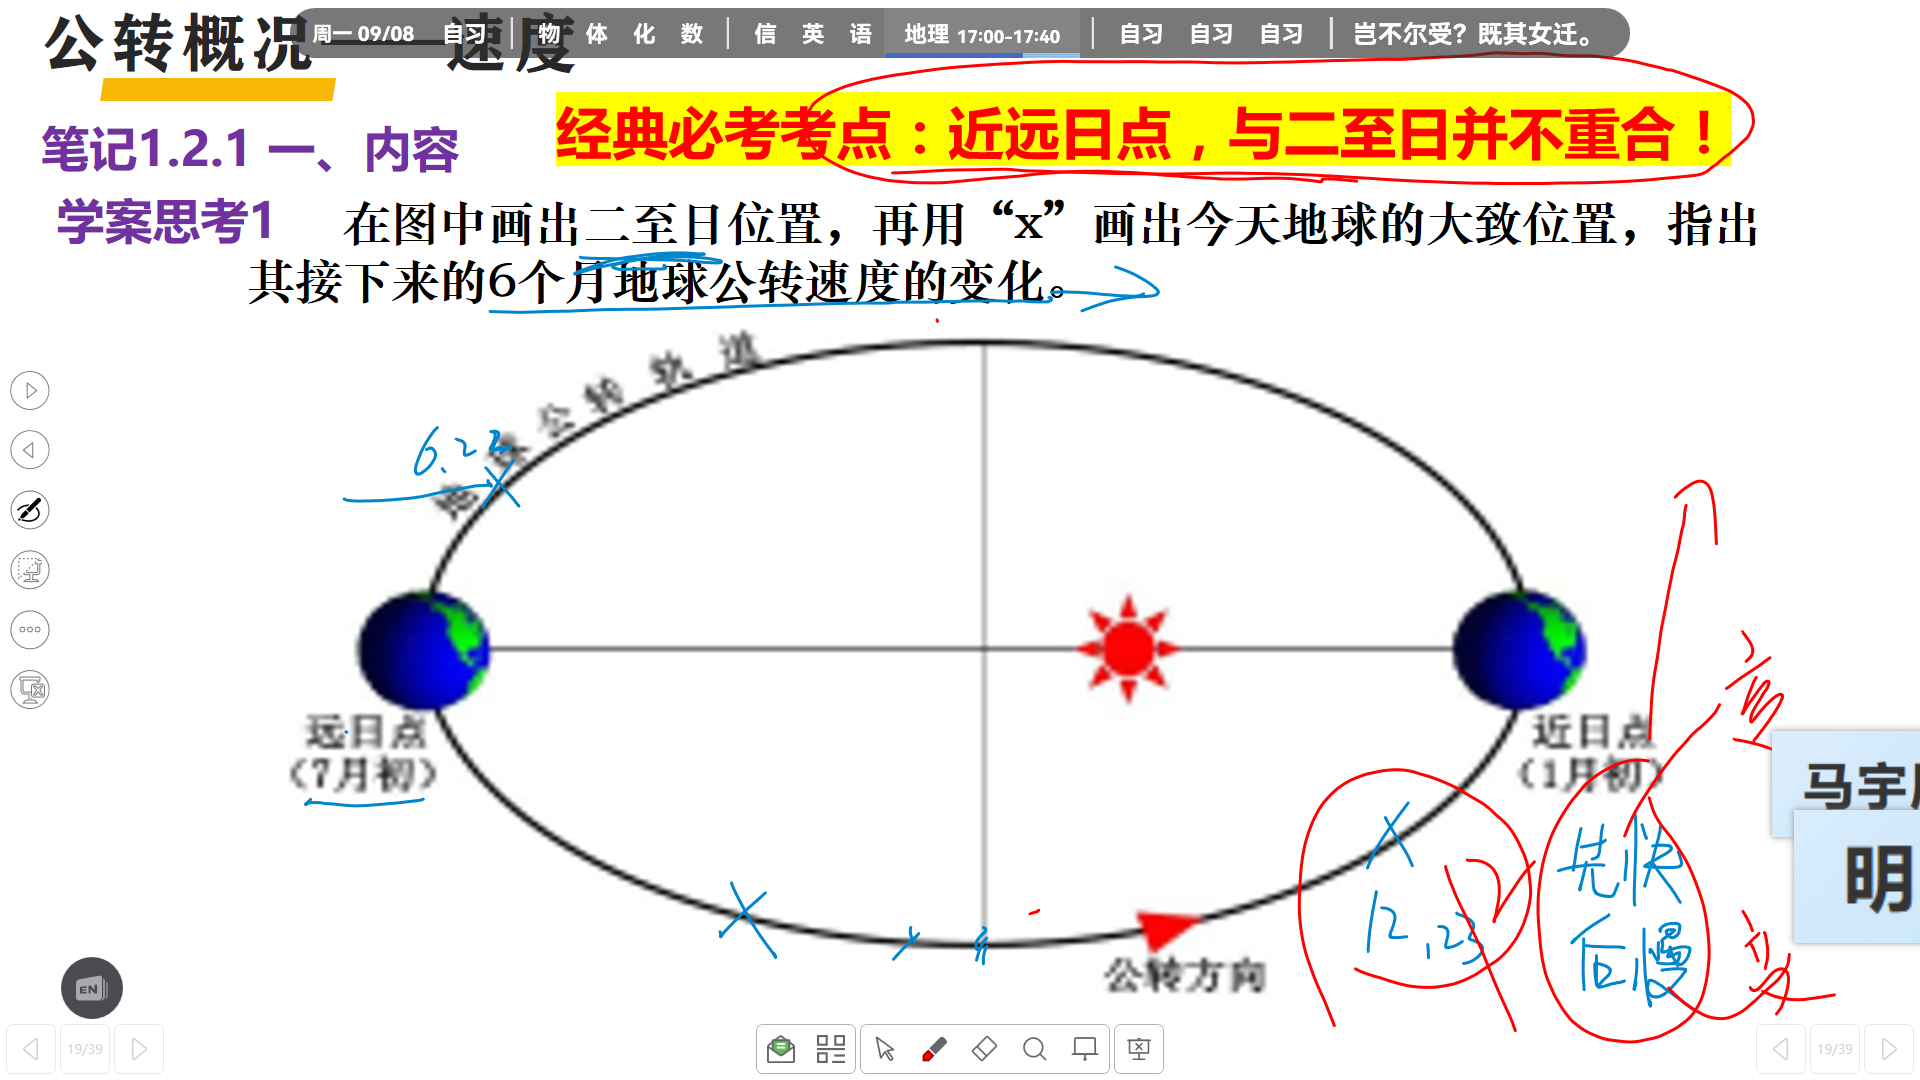 公转概况 速度
周一 09/08 自习 | 物 体 化 数 | 信 英 语 地理 17:00-17:40 | 自习 自习 自习 | 岂不尔受？既其女迁。
经典必考考点：近远日点，与二至日并不重合！
笔记1.2.1 一、内容
学案思考1 在图中画出二至日位置，再用“x”画出今天地球的大致位置，指出
其接下来的6个月地球公转速度的变化。
地球公转轨道
6.22
远日点
（7月初）
近日点
（1月初）
马宇
明
先快
后慢
12.23
公转方向
变
EN
19/39
19/39